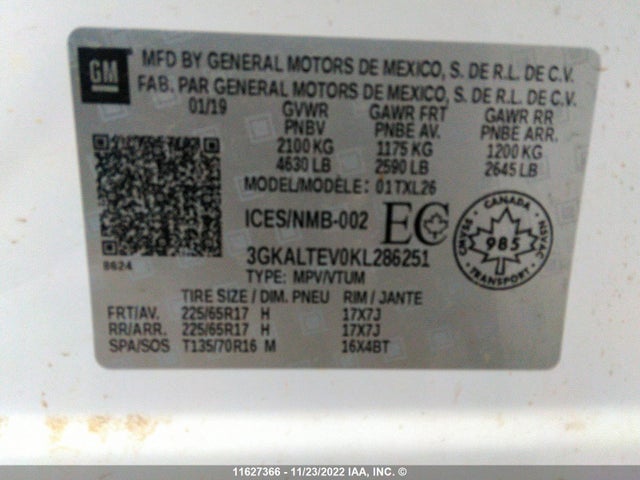 GM
MFD BY GENERAL MOTORS DE MEXICO, S. DE R.L. DE C.V.
FAB. PAR GENERAL MOTORS DE MEXICO, S. DE R.L. DE C.V.
01/19 GVWR GAWR FRT GAWR RR
PNBV PNBE AV. PNBE ARR.
2100 KG 1175 KG 1200 KG
4630 LB 2590 LB 2645 LB
MODEL/MODÈLE: 01TXL26
ICES/NMB-002 EC
CANADA
CMVSS 985 NSVAC
TRANSPORT
3GKALTEV0KL286251
8624
TYPE: MPV/VTUM
TIRE SIZE / DIM. PNEU RIM / JANTE
FRT/AV. 225/65R17 H 17X7J
RR/ARR. 225/65R17 H 17X7J
SPA/SOS T135/70R16 M 16X4BT
11627366 - 11/23/2022 IAA, INC. ©